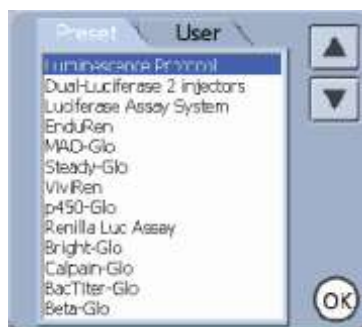 Preset User
Luminescence Protocol
Dual-Luciferase 2 injectors
Luciferase Assay System
EnduRen
MAD-Glo
Steady-Glo
ViviRen
p450-Glo
Renilla Luc Assay
Bright-Glo
Calpain-Glo
BacTiter-Glo
Beta-Glo
OK